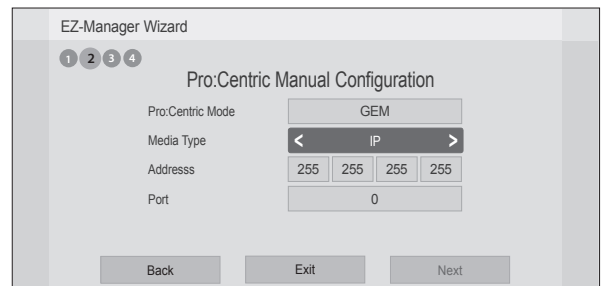 EZ-Manager Wizard
1 2 3 4
Pro:Centric Manual Configuration
Pro:Centric Mode GEM
Media Type < IP >
Addresss 255 255 255 255
Port 0
Back Exit Next